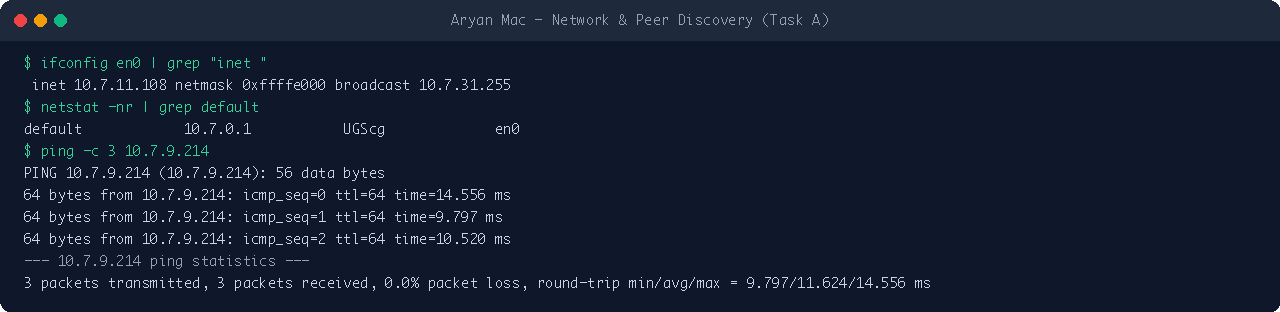 Aryan Mac - Network & Peer Discovery (Task A)
$ ifconfig en0 | grep "inet "
inet 10.7.11.108 netmask 0xffffe000 broadcast 10.7.31.255
$ netstat -nr | grep default
default 10.7.0.1 UGScg en0
$ ping -c 3 10.7.9.214
PING 10.7.9.214 (10.7.9.214): 56 data bytes
64 bytes from 10.7.9.214: icmp_seq=0 ttl=64 time=14.556 ms
64 bytes from 10.7.9.214: icmp_seq=1 ttl=64 time=9.797 ms
64 bytes from 10.7.9.214: icmp_seq=2 ttl=64 time=10.520 ms
--- 10.7.9.214 ping statistics ---
3 packets transmitted, 3 packets received, 0.0% packet loss, round-trip min/avg/max = 9.797/11.624/14.556 ms